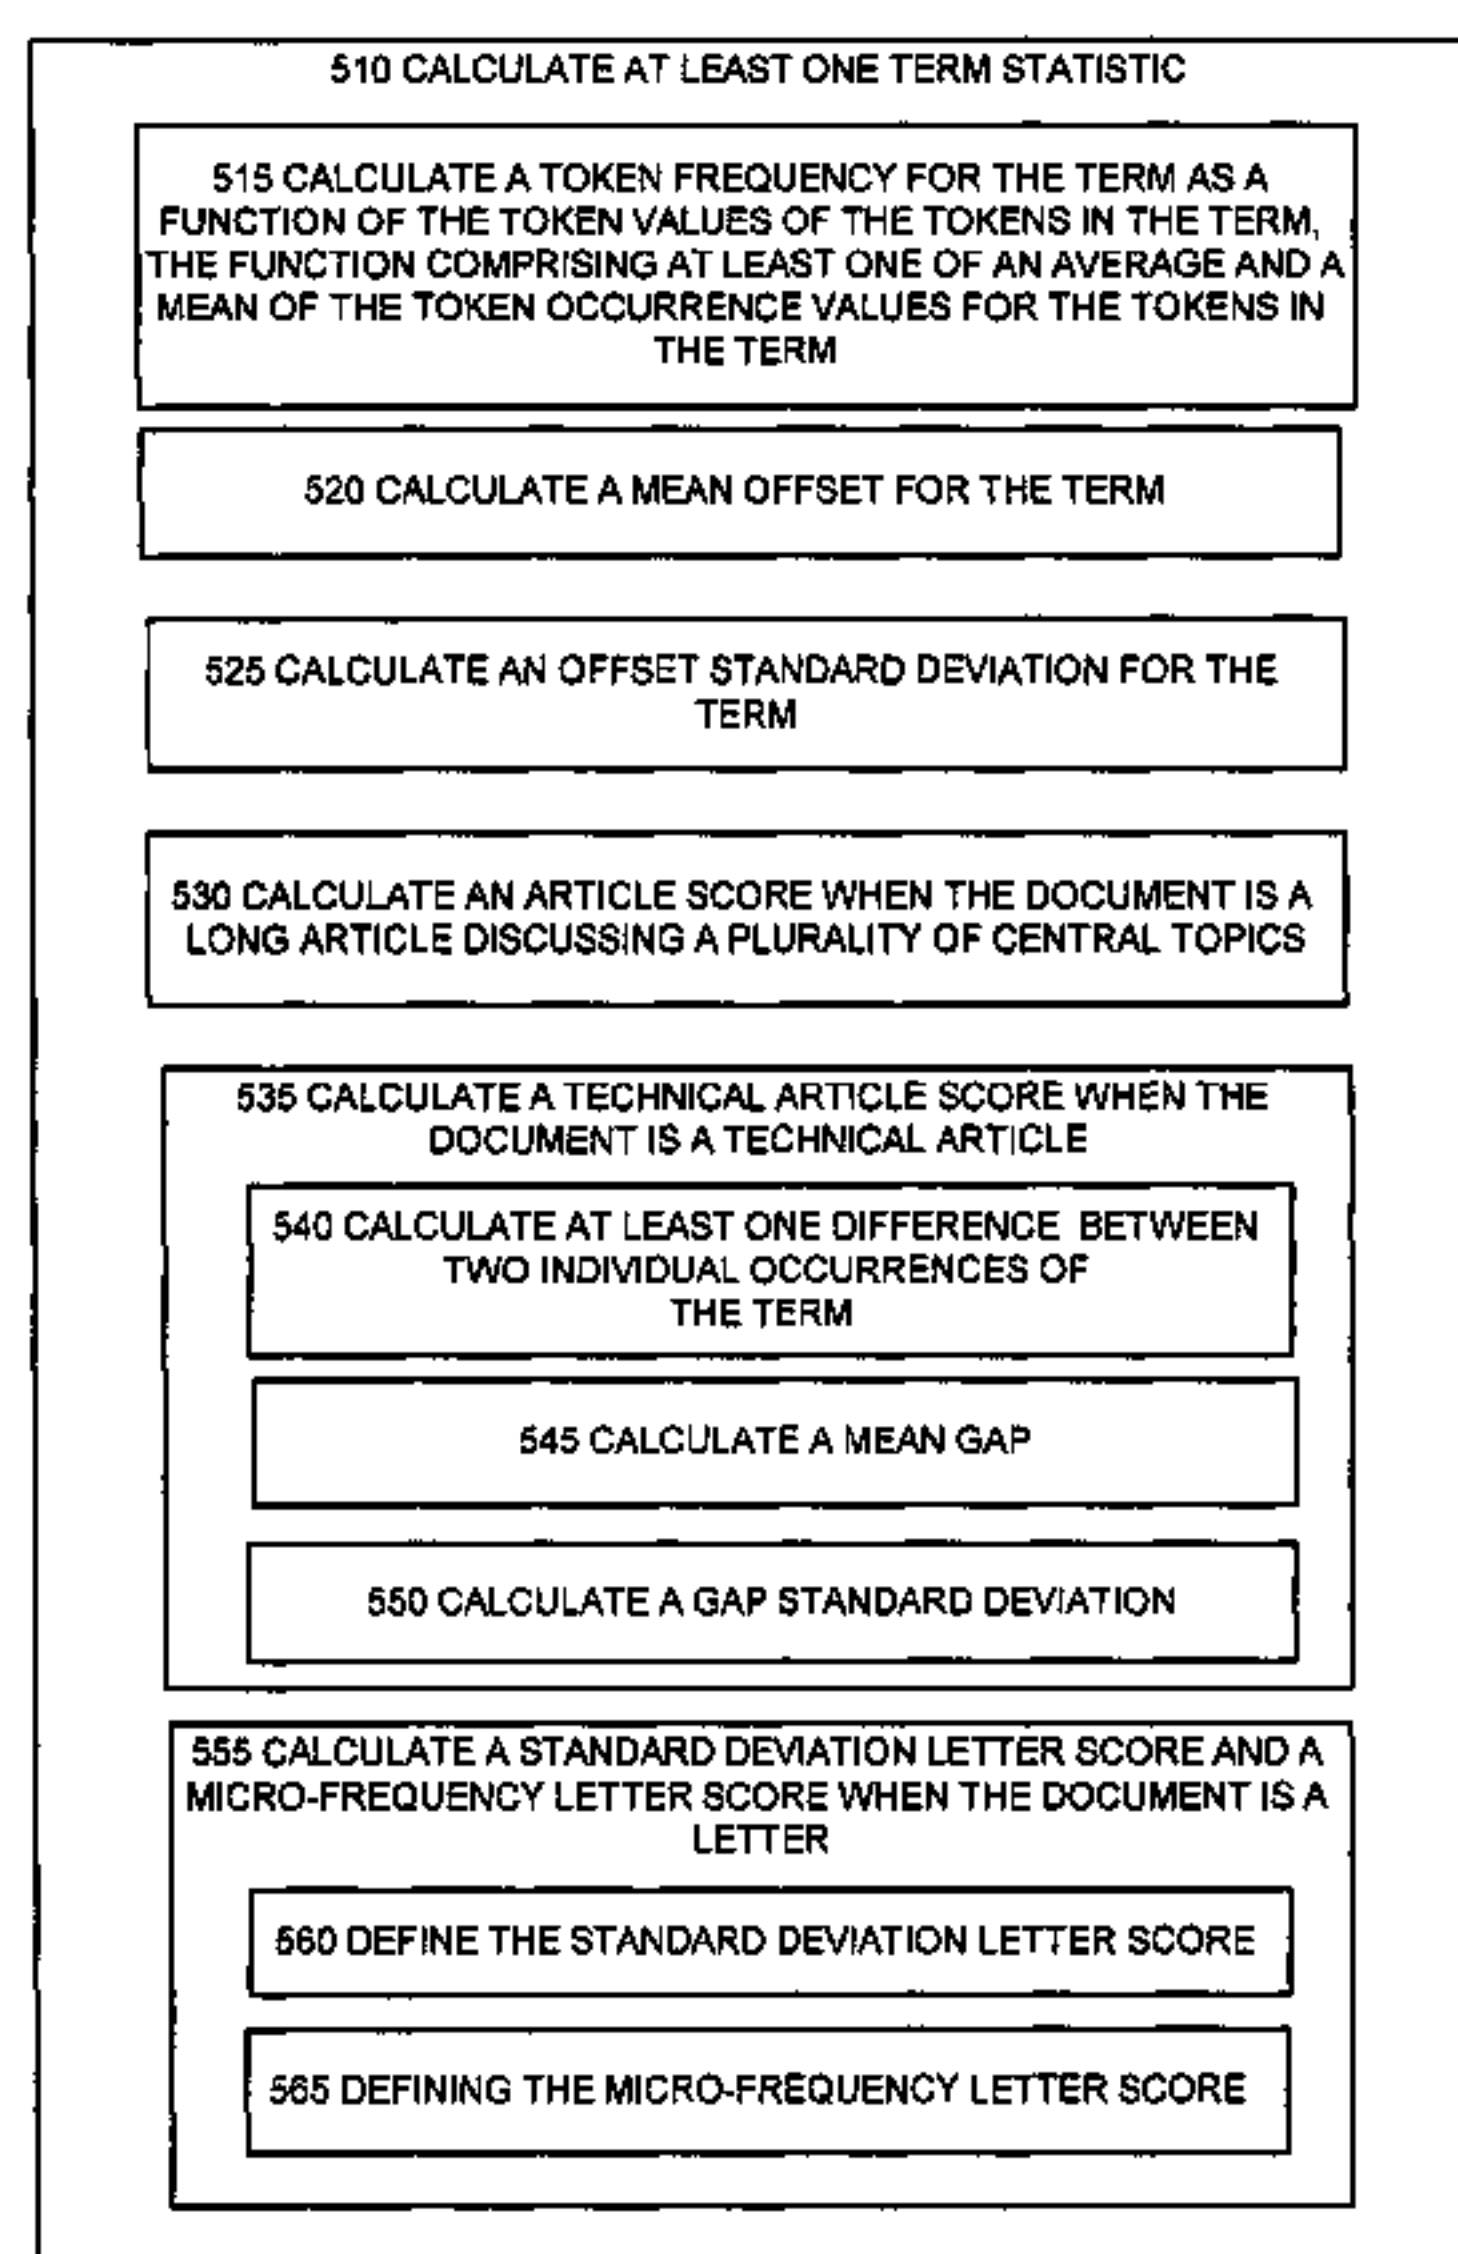 510 CALCULATE AT LEAST ONE TERM STATISTIC
515 CALCULATE A TOKEN FREQUENCY FOR THE TERM AS A
FUNCTION OF THE TOKEN VALUES OF THE TOKENS IN THE TERM,
THE FUNCTION COMPRISING AT LEAST ONE OF AN AVERAGE AND A
MEAN OF THE TOKEN OCCURRENCE VALUES FOR THE TOKENS IN
THE TERM
520 CALCULATE A MEAN OFFSET FOR THE TERM
525 CALCULATE AN OFFSET STANDARD DEVIATION FOR THE
TERM
530 CALCULATE AN ARTICLE SCORE WHEN THE DOCUMENT IS A
LONG ARTICLE DISCUSSING A PLURALITY OF CENTRAL TOPICS
535 CALCULATE A TECHNICAL ARTICLE SCORE WHEN THE
DOCUMENT IS A TECHNICAL ARTICLE
540 CALCULATE AT LEAST ONE DIFFERENCE BETWEEN
TWO INDIVIDUAL OCCURRENCES OF
THE TERM
545 CALCULATE A MEAN GAP
550 CALCULATE A GAP STANDARD DEVIATION
555 CALCULATE A STANDARD DEVIATION LETTER SCORE AND A
MICRO-FREQUENCY LETTER SCORE WHEN THE DOCUMENT IS A
LETTER
560 DEFINE THE STANDARD DEVIATION LETTER SCORE
565 DEFINING THE MICRO-FREQUENCY LETTER SCORE